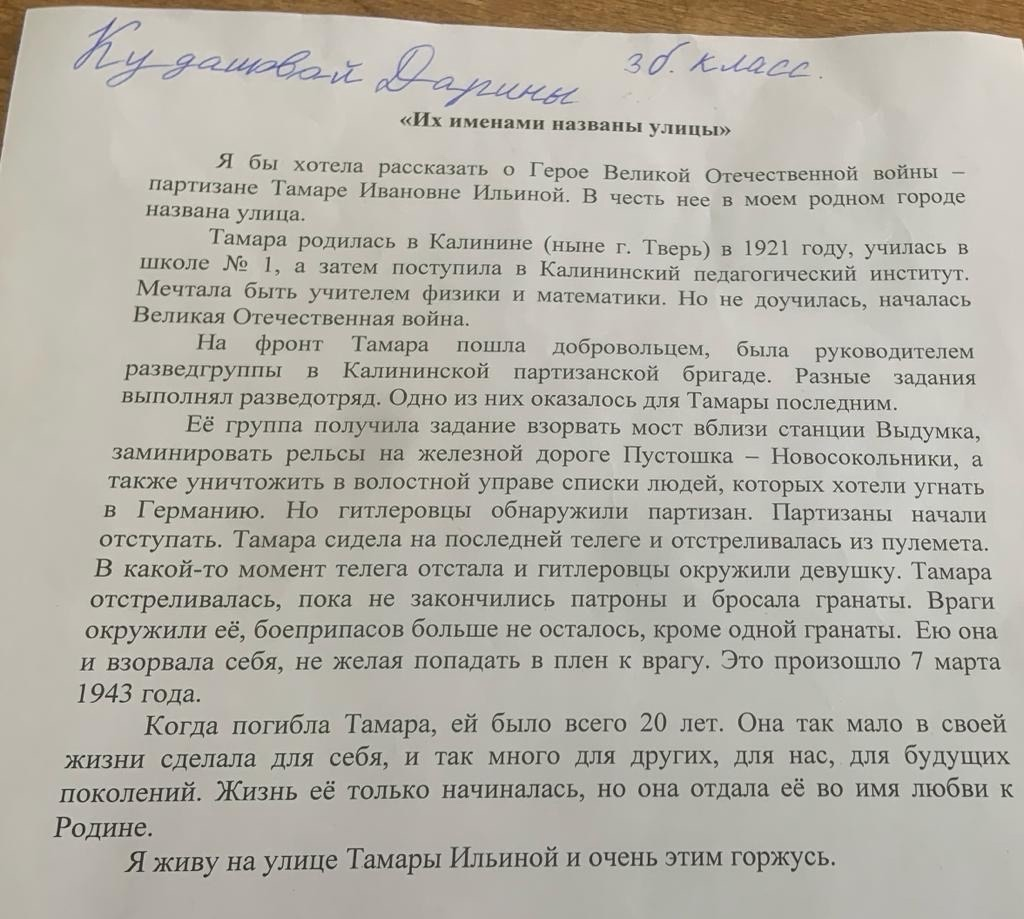 Кудашовой Дарины 3б. класс.
«Их именами названы улицы»
Я бы хотела рассказать о Герое Великой Отечественной войны –
партизане Тамаре Ивановне Ильиной. В честь нее в моем родном городе
названа улица.
Тамара родилась в Калинине (ныне г. Тверь) в 1921 году, училась в
школе № 1, а затем поступила в Калининский педагогический институт.
Мечтала быть учителем физики и математики. Но не доучилась, началась
Великая Отечественная война.
На фронт Тамара пошла добровольцем, была руководителем
разведгруппы в Калининской партизанской бригаде. Разные задания
выполнял разведотряд. Одно из них оказалось для Тамары последним.
Её группа получила задание взорвать мост вблизи станции Выдумка,
заминировать рельсы на железной дороге Пустошка – Новосокольники, а
также уничтожить в волостной управе списки людей, которых хотели угнать
в Германию. Но гитлеровцы обнаружили партизан. Партизаны начали
отступать. Тамара сидела на последней телеге и отстреливалась из пулемета.
В какой-то момент телега отстала и гитлеровцы окружили девушку. Тамара
отстреливалась, пока не закончились патроны и бросала гранаты. Враги
окружили её, боеприпасов больше не осталось, кроме одной гранаты. Ею она
и взорвала себя, не желая попадать в плен к врагу. Это произошло 7 марта
1943 года.
Когда погибла Тамара, ей было всего 20 лет. Она так мало в своей
жизни сделала для себя, и так много для других, для нас, для будущих
поколений. Жизнь её только начиналась, но она отдала её во имя любви к
Родине.
Я живу на улице Тамары Ильиной и очень этим горжусь.